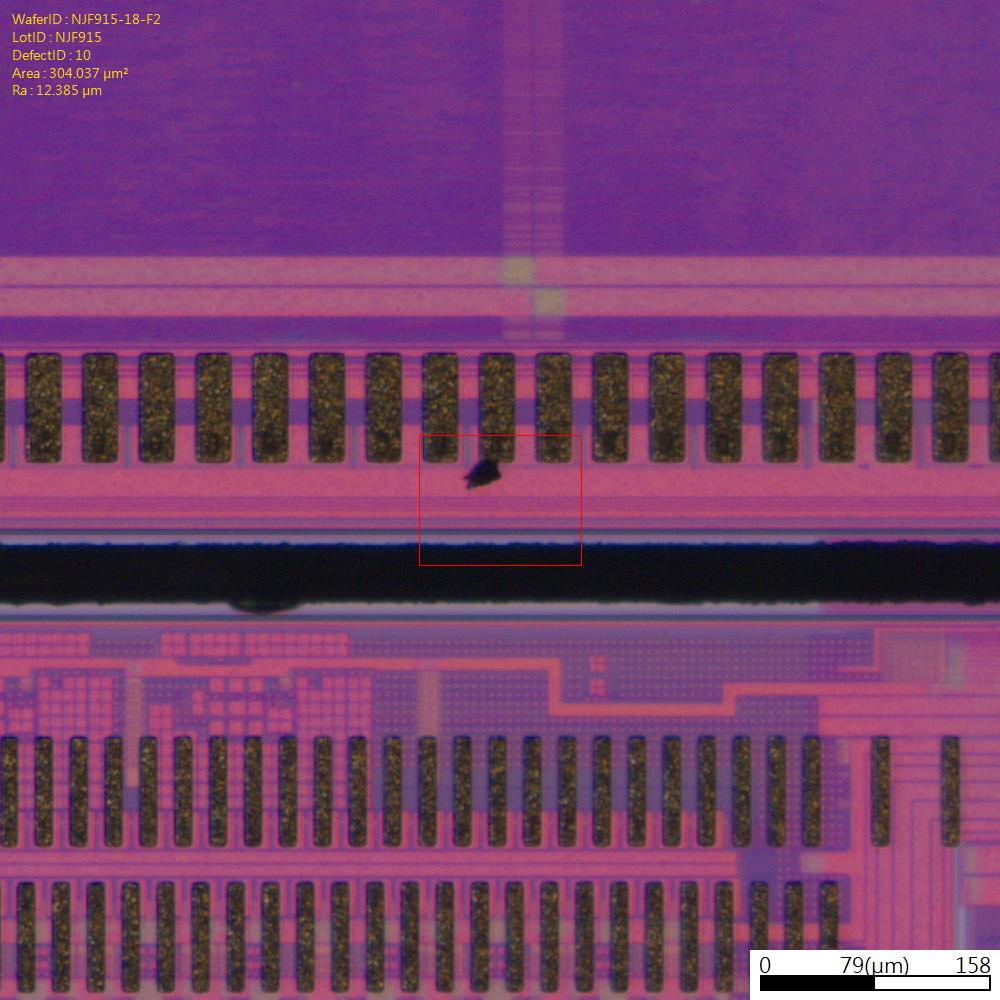 WaferID : NJF915-18-F2
LotID : NJF915
DefectID : 10
Area : 304.037 µm²
Ra : 12.385 µm
0 79(µm) 158